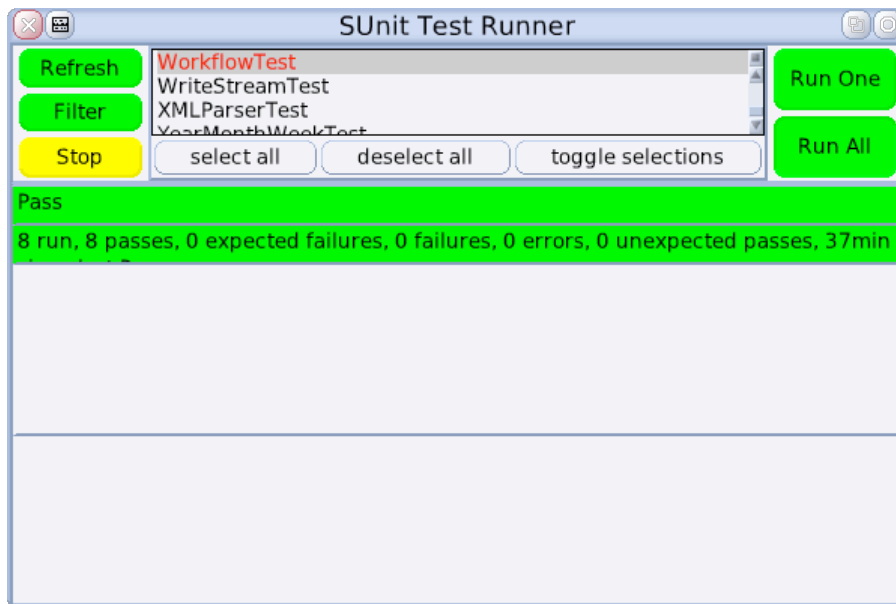 SUnit Test Runner
Refresh
Filter
Stop
WorkflowTest
WriteStreamTest
XMLParserTest
YearMonthWeekTest
select all
deselect all
toggle selections
Run One
Run All
Pass
8 run, 8 passes, 0 expected failures, 0 failures, 0 errors, 0 unexpected passes, 37min